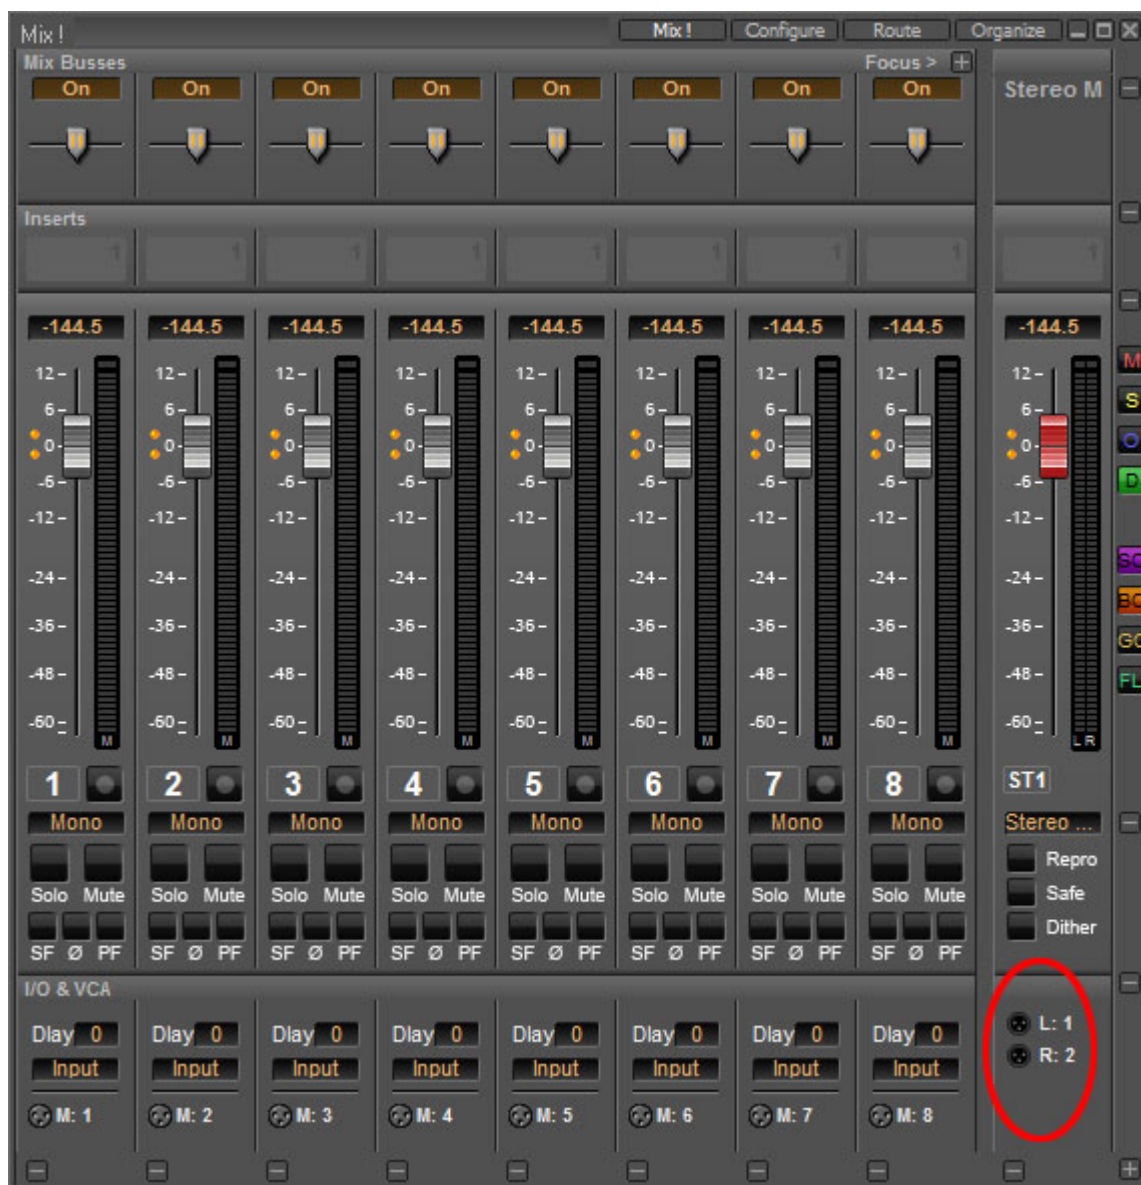 Mix ! Mix ! Configure Route Organize
Mix Busses Focus >
On On On On On On On On Stereo M
Inserts
1 1 1 1 1 1 1 1 1
-144.5 -144.5 -144.5 -144.5 -144.5 -144.5 -144.5 -144.5 -144.5
12 12 12 12 12 12 12 12 12 M
6 6 6 6 6 6 6 6 6 S
0 0 0 0 0 0 0 0 0 O
-6 -6 -6 -6 -6 -6 -6 -6 -6 D
-12 -12 -12 -12 -12 -12 -12 -12 -12
-24 -24 -24 -24 -24 -24 -24 -24 -24
-36 -36 -36 -36 -36 -36 -36 -36 -36
-48 -48 -48 -48 -48 -48 -48 -48 -48 FL
-60 -60 -60 -60 -60 -60 -60 -60 -60
M M M M M M M M L R
1 2 3 4 5 6 7 8 ST1
Mono Mono Mono Mono Mono Mono Mono Mono Stereo ...
Repro
Solo Mute Solo Mute Solo Mute Solo Mute Solo Mute Solo Mute Solo Mute Solo Mute Safe
Dither
SF Ø PF SF Ø PF SF Ø PF SF Ø PF SF Ø PF SF Ø PF SF Ø PF SF Ø PF
I/O & VCA
Dlay 0 Dlay 0 Dlay 0 Dlay 0 Dlay 0 Dlay 0 Dlay 0 Dlay 0 L: 1
Input Input Input Input Input Input Input Input R: 2
M: 1 M: 2 M: 3 M: 4 M: 5 M: 6 M: 7 M: 8